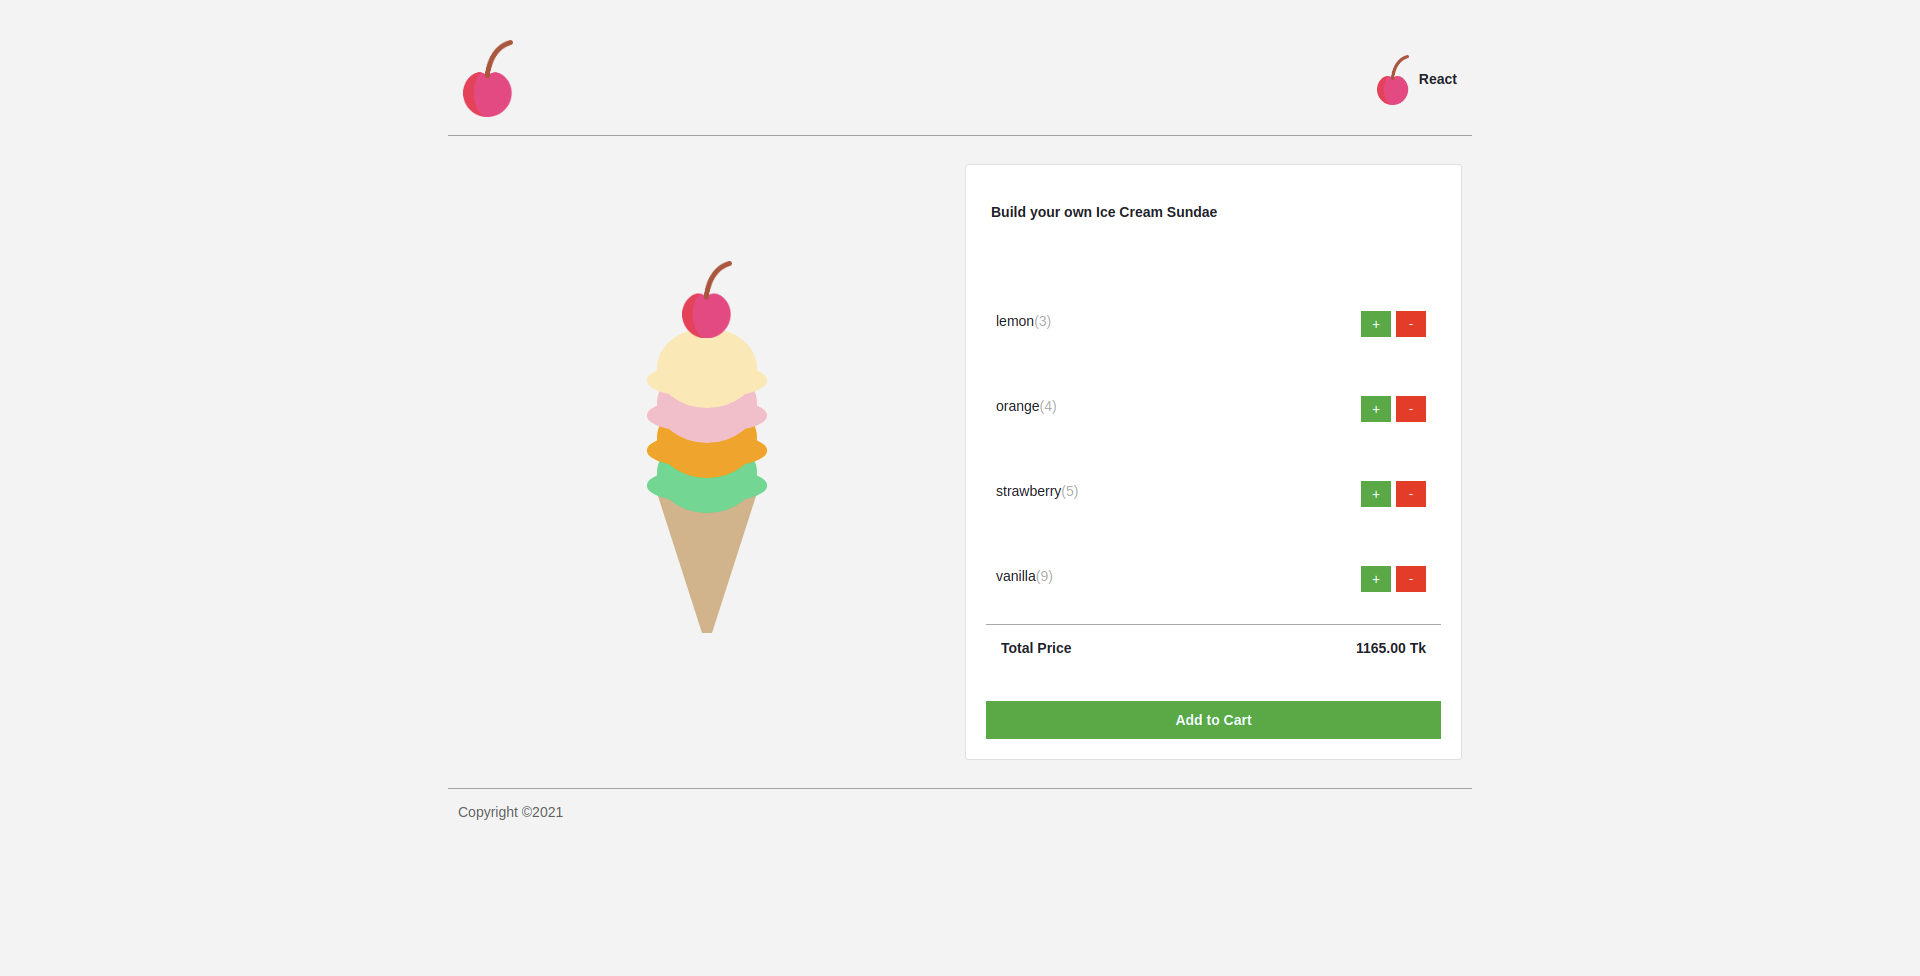 React
Build your own Ice Cream Sundae
lemon(3)
+ -
orange(4)
+ -
strawberry(5)
+ -
vanilla(9)
+ -
Total Price 1165.00 Tk
Add to Cart
Copyright ©2021